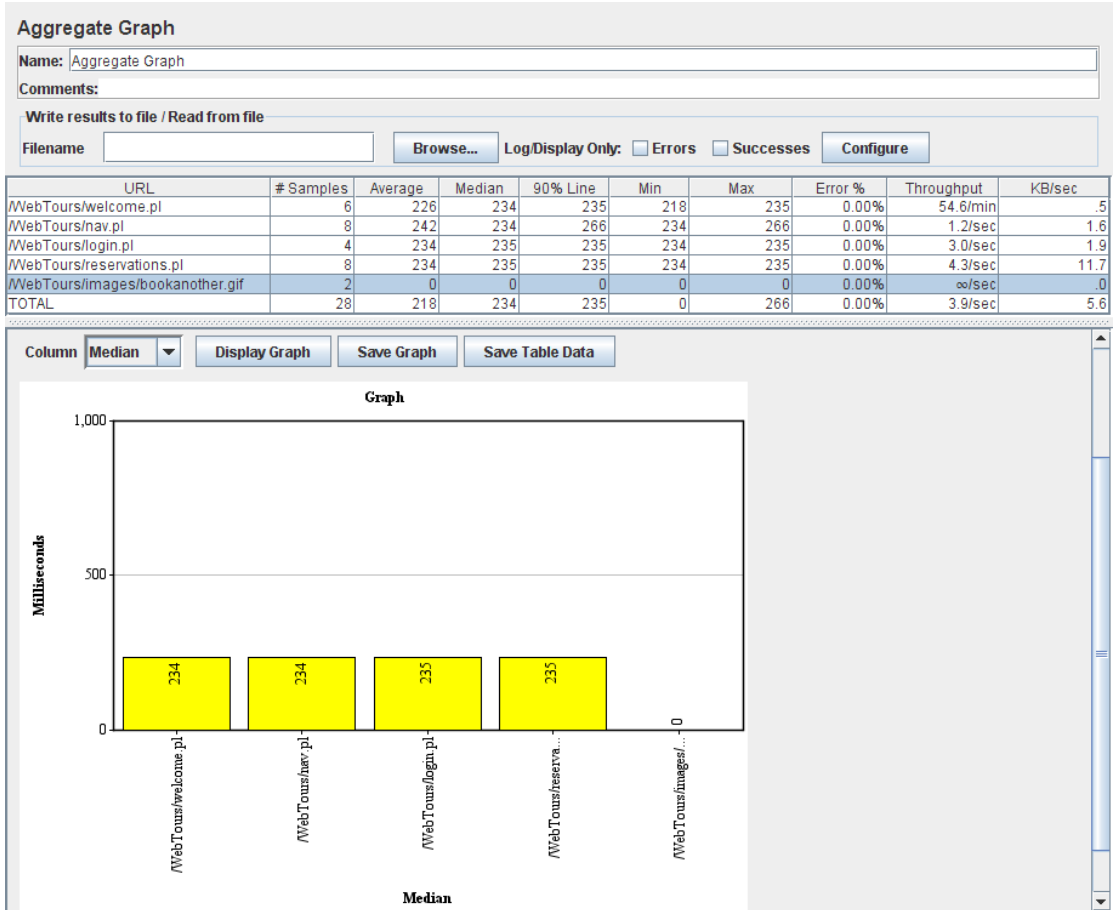 Aggregate Graph
Name: Aggregate Graph
Comments:
Write results to file / Read from file
Filename Browse... Log/Display Only: Errors Successes Configure
URL # Samples Average Median 90% Line Min Max Error % Throughput KB/sec
/WebTours/welcome.pl 6 226 234 235 218 235 0.00% 54.6/min .5
/WebTours/nav.pl 8 242 234 266 234 266 0.00% 1.2/sec 1.6
/WebTours/login.pl 4 234 235 235 234 235 0.00% 3.0/sec 1.9
/WebTours/reservations.pl 8 234 235 235 234 235 0.00% 4.3/sec 11.7
/WebTours/images/bookanother.gif 2 0 0 0 0 0 0.00% ∞/sec .0
TOTAL 28 218 234 235 0 266 0.00% 3.9/sec 5.6
Column Median Display Graph Save Graph Save Table Data
Graph
1,000
Milliseconds
500
234 234 235 235 0
0
/WebTours/welcome.pl
/WebTours/nav.pl
/WebTours/login.pl
/WebTours/reserva...
/WebTours/images/...
Median